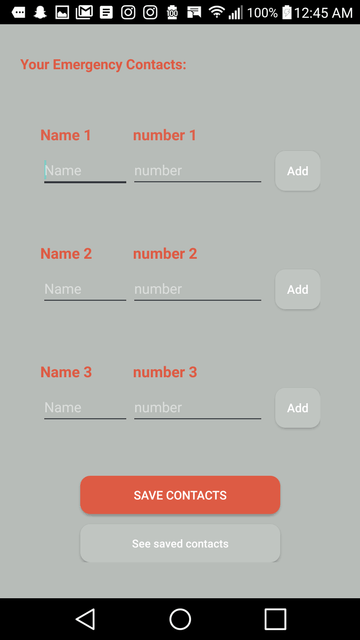 100% 12:45 AM
Your Emergency Contacts:
Name 1 number 1
Name number Add
Name 2 number 2
Name number Add
Name 3 number 3
Name number Add
SAVE CONTACTS
See saved contacts